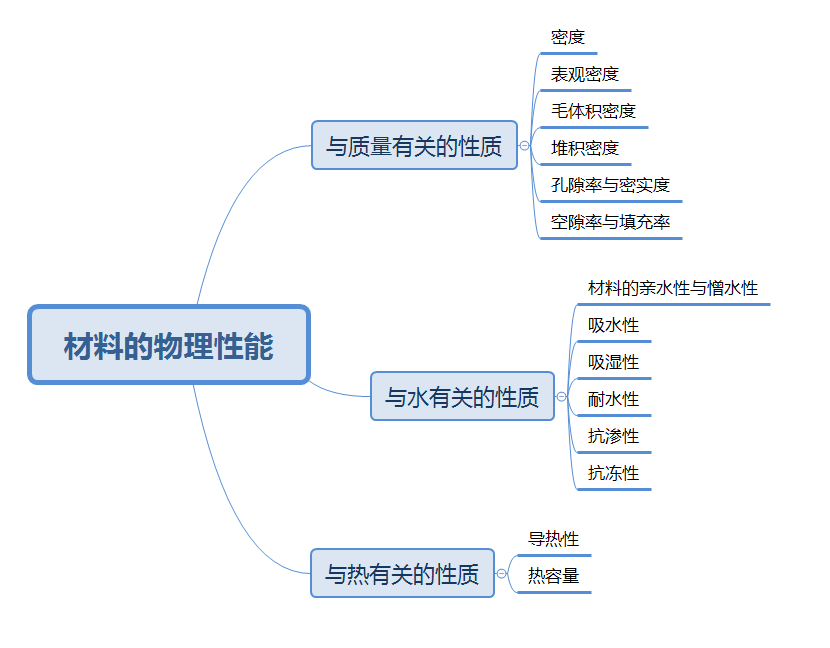 材料的物理性能
与质量有关的性质
密度
表观密度
毛体积密度
堆积密度
孔隙率与密实度
空隙率与填充率
与水有关的性质
材料的亲水性与憎水性
吸水性
吸湿性
耐水性
抗渗性
抗冻性
与热有关的性质
导热性
热容量